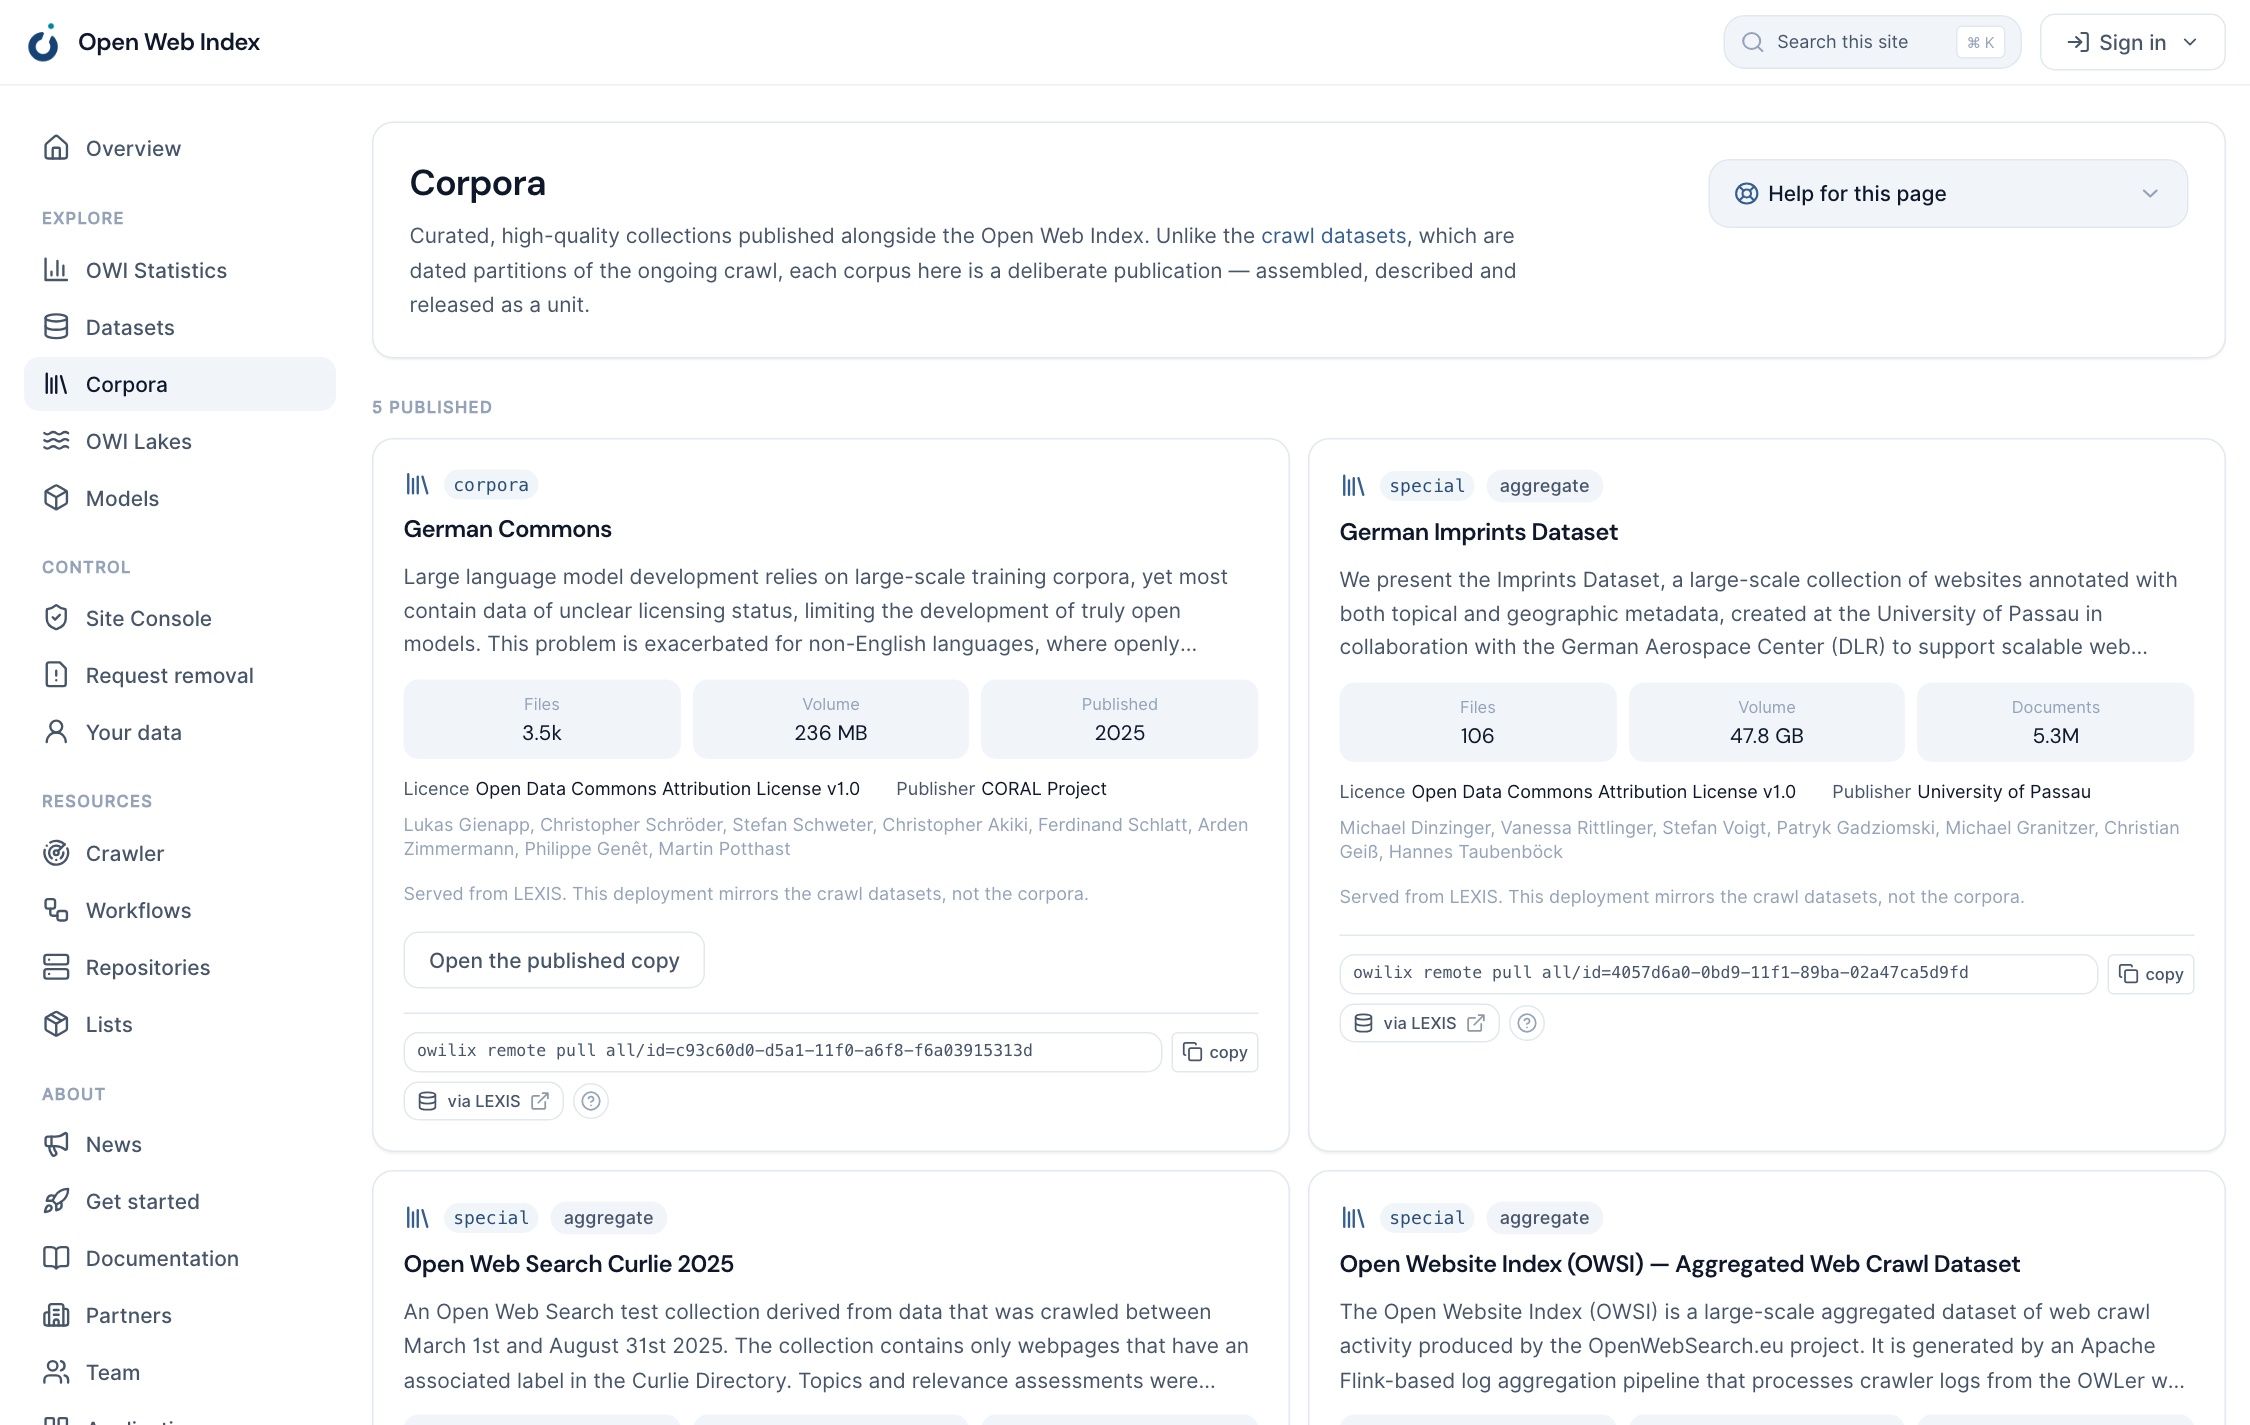 Open Web Index
Search this site
⌘ K
Sign in
Overview
EXPLORE
OWI Statistics
Datasets
Corpora
OWI Lakes
Models
CONTROL
Site Console
Request removal
Your data
RESOURCES
Crawler
Workflows
Repositories
Lists
ABOUT
News
Get started
Documentation
Partners
Team
Corpora
Help for this page
Curated, high-quality collections published alongside the Open Web Index. Unlike the crawl datasets, which are
dated partitions of the ongoing crawl, each corpus here is a deliberate publication — assembled, described and
released as a unit.
5 PUBLISHED
corpora
German Commons
Large language model development relies on large-scale training corpora, yet most
contain data of unclear licensing status, limiting the development of truly open
models. This problem is exacerbated for non-English languages, where openly...
Files
3.5k
Volume
236 MB
Published
2025
Licence Open Data Commons Attribution License v1.0 Publisher CORAL Project
Lukas Gienapp, Christopher Schröder, Stefan Schweter, Christopher Akiki, Ferdinand Schlatt, Arden
Zimmermann, Philippe Genêt, Martin Potthast
Served from LEXIS. This deployment mirrors the crawl datasets, not the corpora.
Open the published copy
owilix remote pull all/id=c93c60d0-d5a1-11f0-a6f8-f6a03915313d
copy
via LEXIS
special aggregate
German Imprints Dataset
We present the Imprints Dataset, a large-scale collection of websites annotated with
both topical and geographic metadata, created at the University of Passau in
collaboration with the German Aerospace Center (DLR) to support scalable web...
Files
106
Volume
47.8 GB
Documents
5.3M
Licence Open Data Commons Attribution License v1.0 Publisher University of Passau
Michael Dinzinger, Vanessa Rittlinger, Stefan Voigt, Patryk Gadziomski, Michael Granitzer, Christian
Geiß, Hannes Taubenböck
Served from LEXIS. This deployment mirrors the crawl datasets, not the corpora.
owilix remote pull all/id=4057d6a0-0bd9-11f1-89ba-02a47ca5d9fd
copy
via LEXIS
special aggregate
Open Web Search Curlie 2025
An Open Web Search test collection derived from data that was crawled between
March 1st and August 31st 2025. The collection contains only webpages that have an
associated label in the Curlie Directory. Topics and relevance assessments were...
special aggregate
Open Website Index (OWSI) — Aggregated Web Crawl Dataset
The Open Website Index (OWSI) is a large-scale aggregated dataset of web crawl
activity produced by the OpenWebSearch.eu project. It is generated by an Apache
Flink-based log aggregation pipeline that processes crawler logs from the OWLer w...